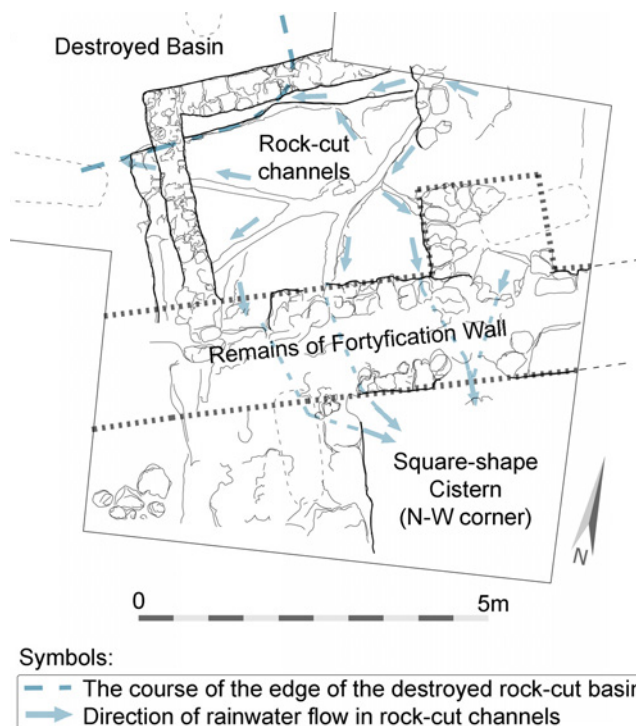 Destroyed Basin
Rock-cut
channels
Remains of Fortyfication Wall
Square-shape
Cistern
(N-W corner)
N
0 5m
Symbols:
The course of the edge of the destroyed rock-cut basin
Direction of rainwater flow in rock-cut channels